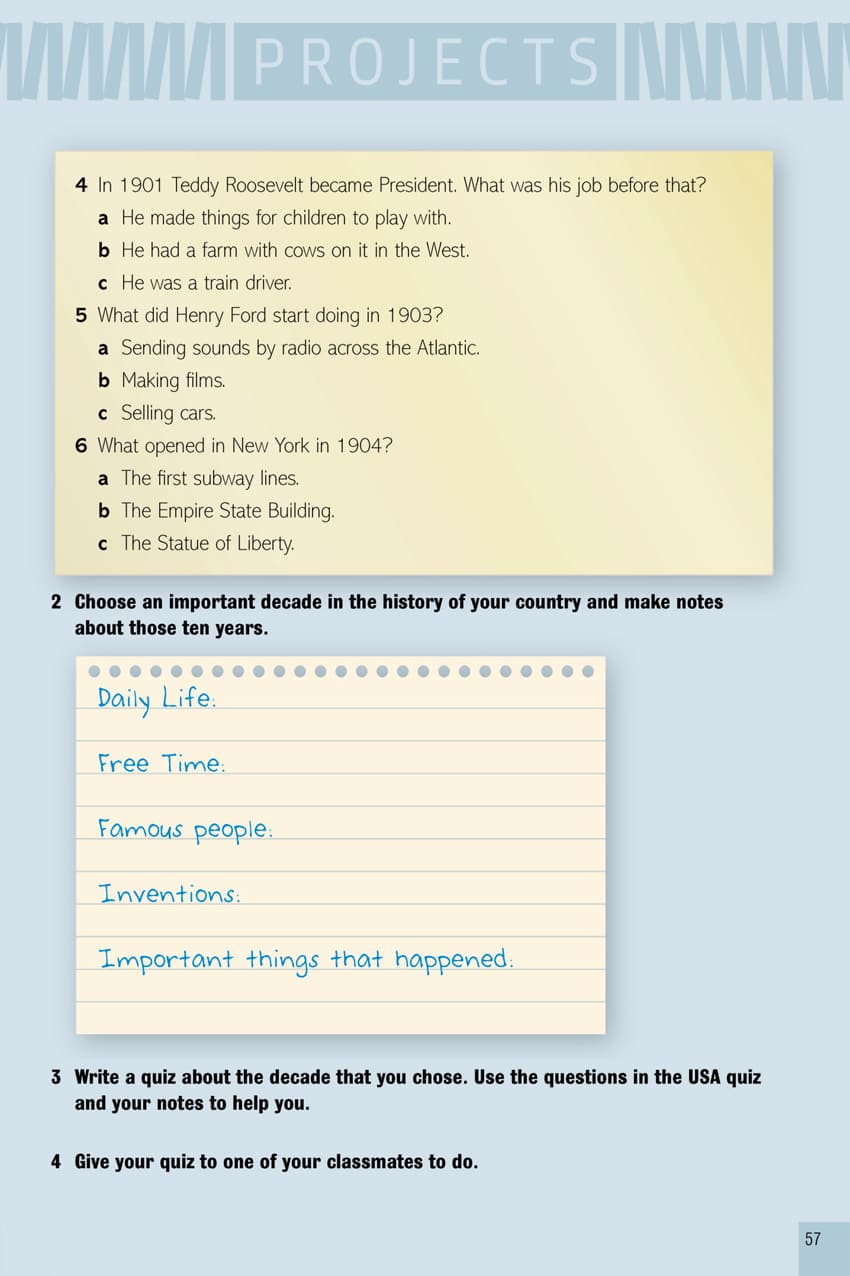 PROJECTS
4 In 1901 Teddy Roosevelt became President. What was his job before that?
a He made things for children to play with.
b He had a farm with cows on it in the West.
c He was a train driver.
5 What did Henry Ford start doing in 1903?
a Sending sounds by radio across the Atlantic.
b Making films.
c Selling cars.
6 What opened in New York in 1904?
a The first subway lines.
b The Empire State Building.
c The Statue of Liberty.
2 Choose an important decade in the history of your country and make notes
about those ten years.
Daily Life:
Free Time:
Famous people:
Inventions:
Important things that happened:
3 Write a quiz about the decade that you chose. Use the questions in the USA quiz
and your notes to help you.
4 Give your quiz to one of your classmates to do.
57